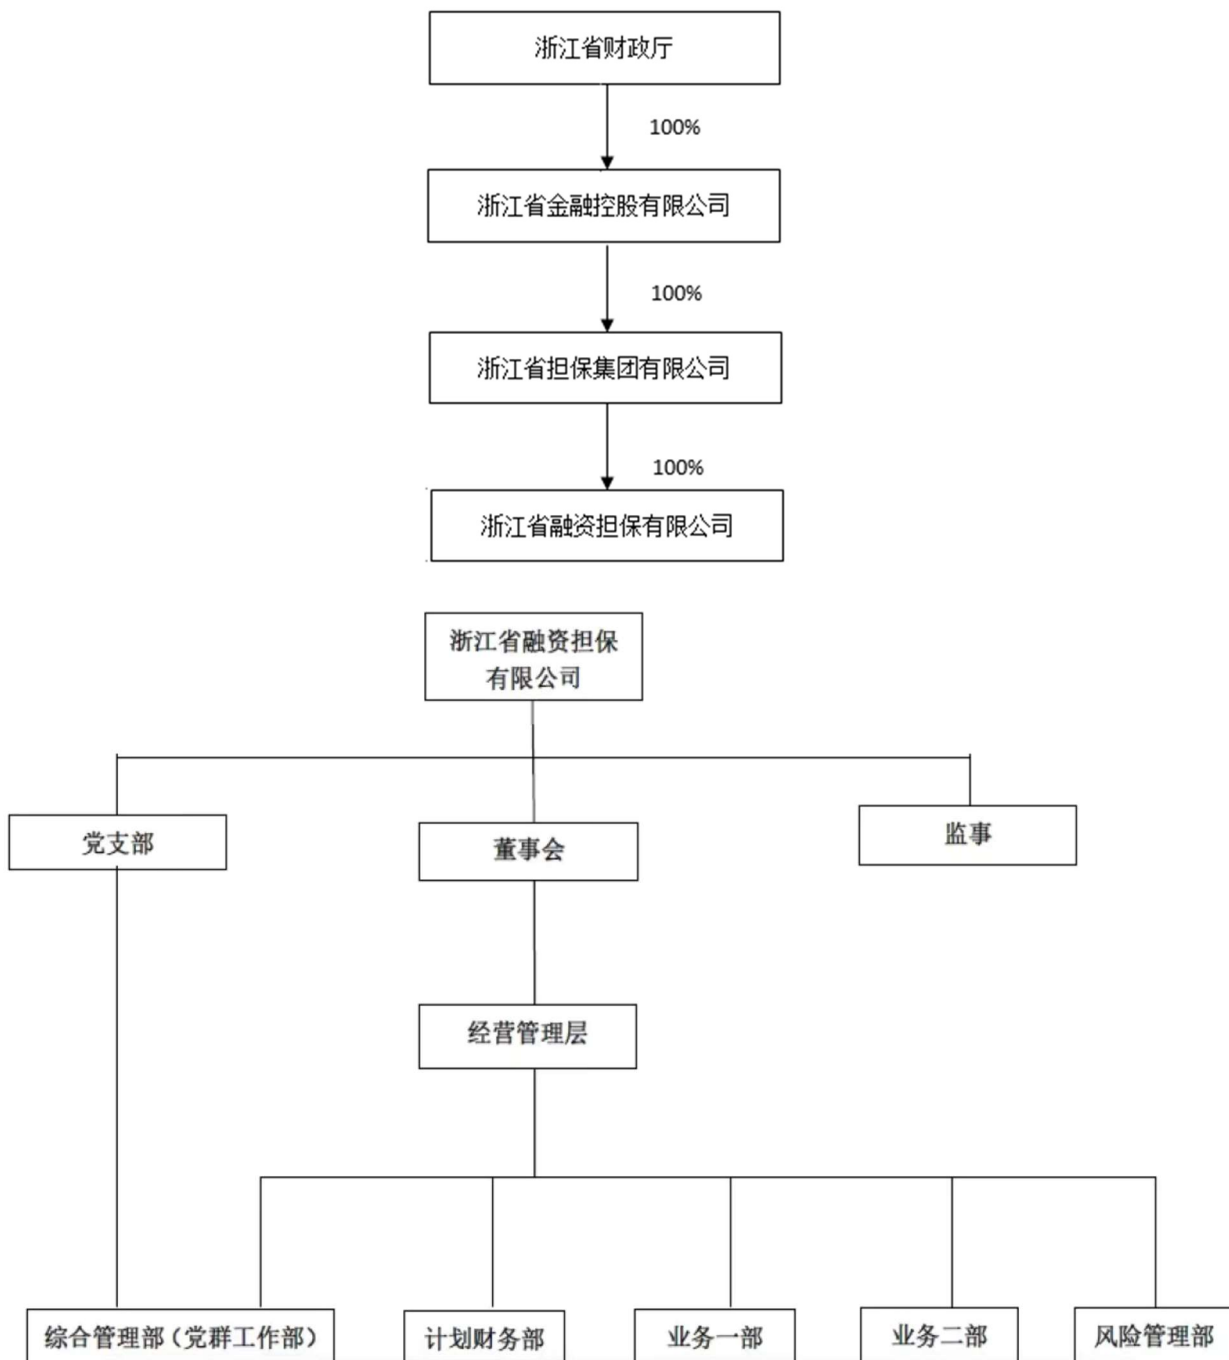 浙江省财政厅
100%
浙江省金融控股有限公司
100%
浙江省担保集团有限公司
100%
浙江省融资担保有限公司
浙江省融资担保
有限公司
党支部
董事会
监事
经营管理层
综合管理部（党群工作部）
计划财务部
业务一部
业务二部
风险管理部